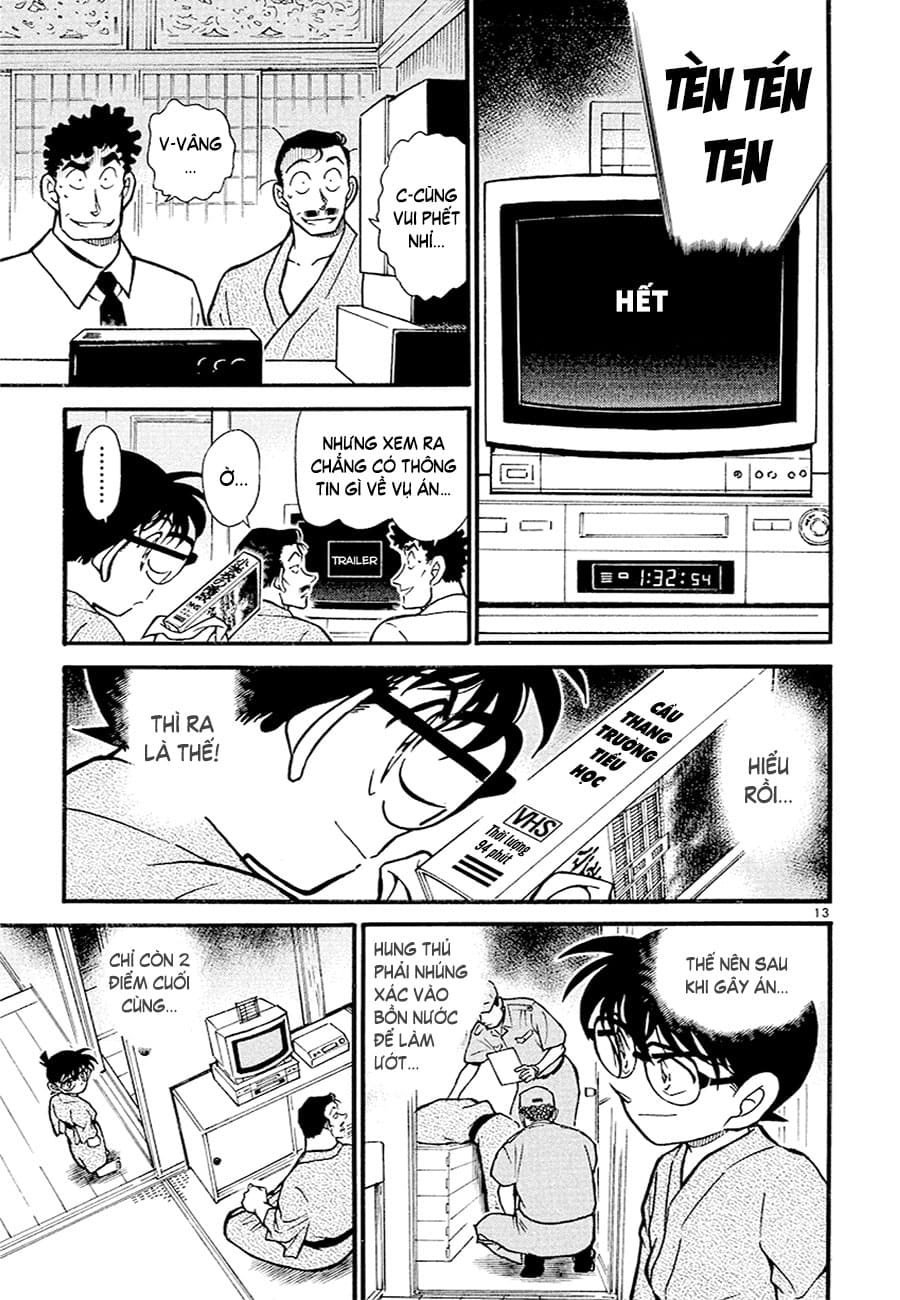 TÈN TÉN
TEN
HẾT
1:32:54
V-VÂNG
...
C-CŨNG
VUI PHẾT
NHỈ...
NHƯNG XEM RA
CHẲNG CÓ THÔNG
TIN GÌ VỀ VỤ ÁN...
TRAILER
Ờ...
........
HIỂU
RỒI...
CẦU
THANG
TRƯỜNG
TIỂU
HỌC
VHS
Thời lượng
94 phút
THÌ RA
LÀ THẾ!
13
THẾ NÊN SAU
KHI GÂY ÁN...
HUNG THỦ
PHẢI NHÚNG
XÁC VÀO
BỒN NƯỚC
ĐỂ LÀM
ƯỚT...
CHỈ CÒN 2
ĐIỂM CUỐI
CÙNG...